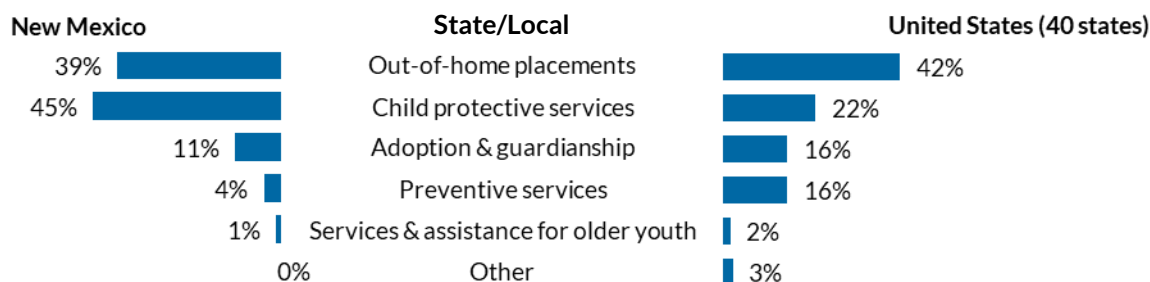 New Mexico State/Local United States (40 states)
39% Out-of-home placements 42%
45% Child protective services 22%
11% Adoption & guardianship 16%
4% Preventive services 16%
1% Services & assistance for older youth 2%
0% Other 3%